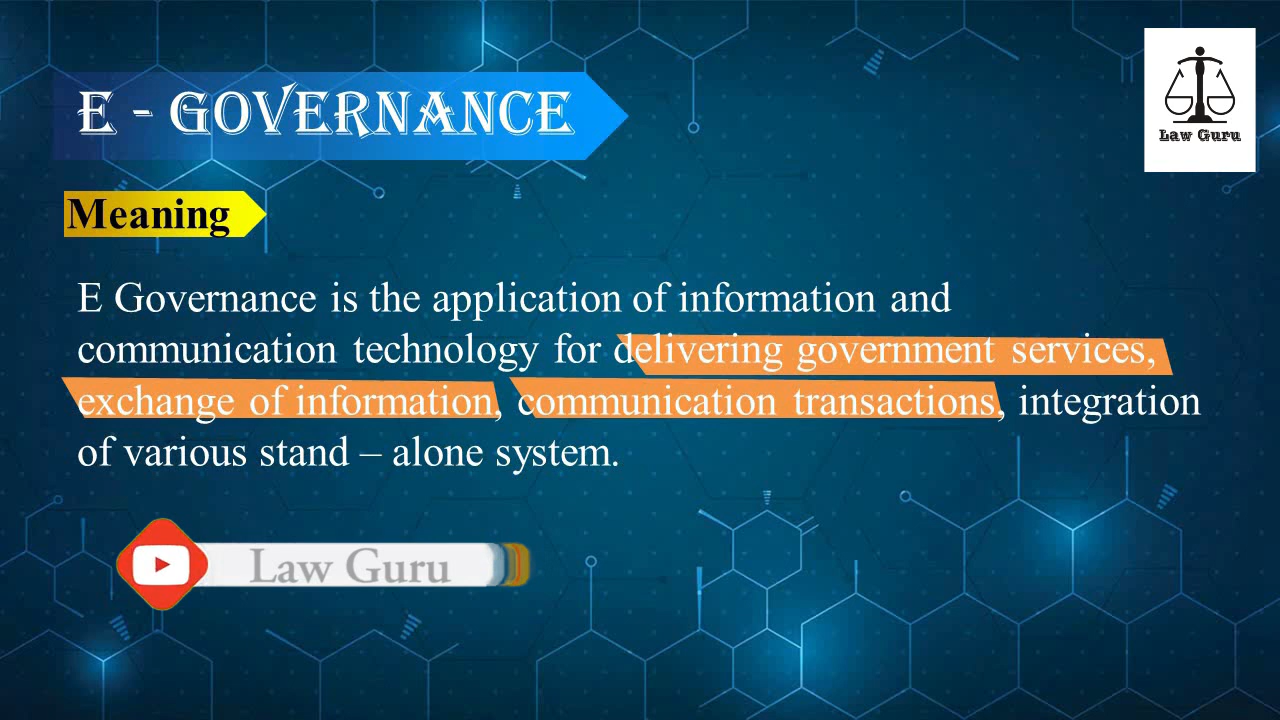 E - GOVERNANCE
Law Guru
Meaning
E Governance is the application of information and
communication technology for delivering government services,
exchange of information, communication transactions, integration
of various stand – alone system.
Law Guru